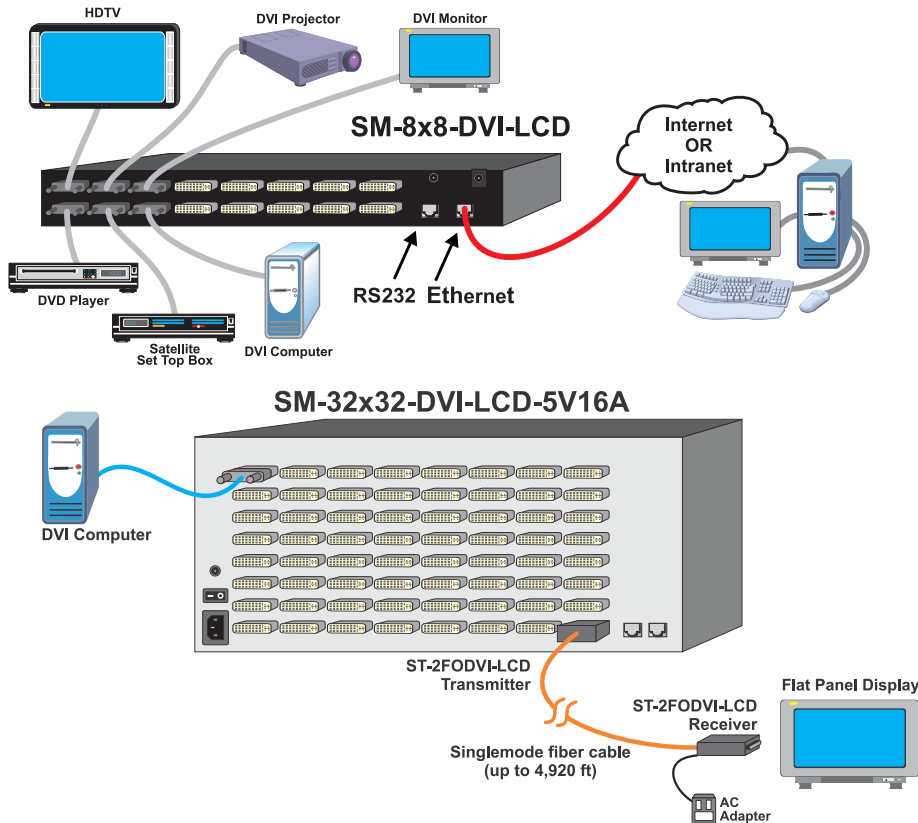 HDTV
DVI Projector
DVI Monitor
SM-8x8-DVI-LCD
Internet
OR
Intranet
RS232
Ethernet
DVD Player
Satellite
Set Top Box
DVI Computer
SM-32x32-DVI-LCD-5V16A
DVI Computer
ST-2FODVI-LCD
Transmitter
Flat Panel Display
ST-2FODVI-LCD
Receiver
Singlemode fiber cable
(up to 4,920 ft)
AC
Adapter